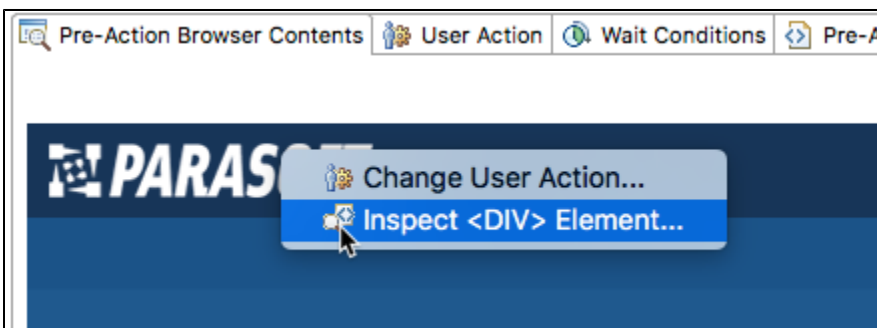 Pre-Action Browser Contents User Action Wait Conditions Pre-A
PARAS
Change User Action...
Inspect <DIV> Element...